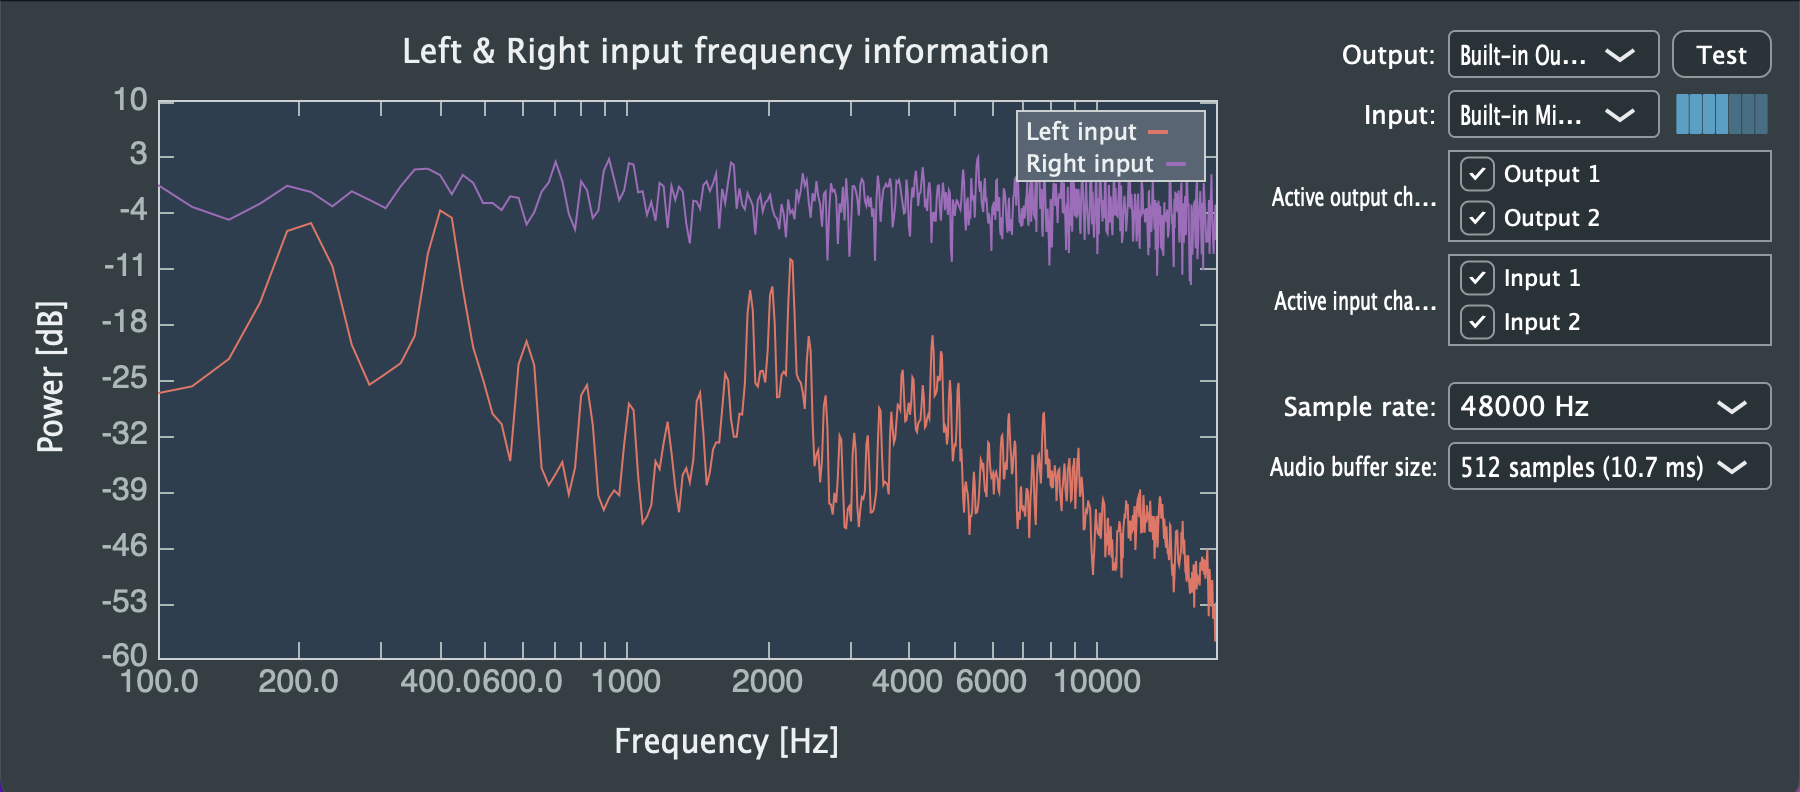 Left & Right input frequency information
10
3
-4
-11
-18
-25
-32
-39
-46
-53
-60
Power [dB]
Left input
Right input
100.0 200.0 400.0600.0 1000 2000 4000 6000 10000
Frequency [Hz]
Output: Built-in Ou... Test
Input: Built-in Mi...
Active output ch...
Output 1
Output 2
Active input cha...
Input 1
Input 2
Sample rate: 48000 Hz
Audio buffer size: 512 samples (10.7 ms)